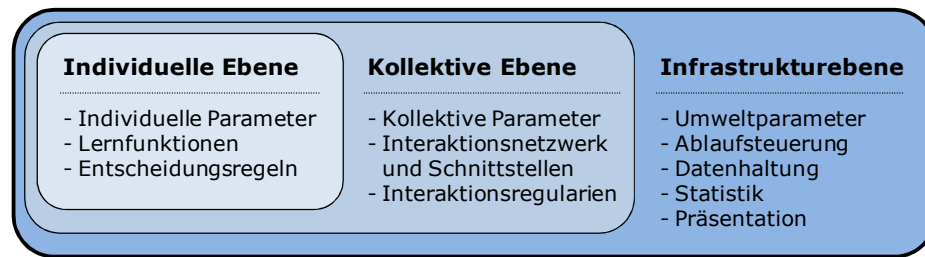 Individuelle Ebene
- Individuelle Parameter
- Lernfunktionen
- Entscheidungsregeln
Kollektive Ebene
- Kollektive Parameter
- Interaktionsnetzwerk
und Schnittstellen
- Interaktionsregularien
Infrastrukturebene
- Umweltparameter
- Ablaufsteuerung
- Datenhaltung
- Statistik
- Präsentation